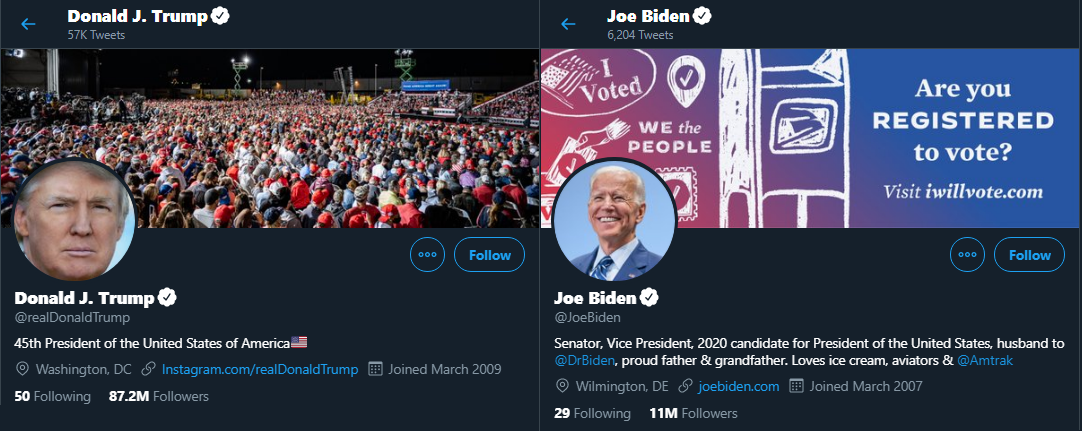 Donald J. Trump
57K Tweets
Follow
Donald J. Trump
@realDonaldTrump
45th President of the United States of America
Washington, DC Instagram.com/realDonaldTrump Joined March 2009
50 Following 87.2M Followers
Joe Biden
6,204 Tweets
I
Voted
WE the
PEOPLE
Are you
REGISTERED
to vote?
Visit iwillvote.com
Follow
Joe Biden
@JoeBiden
Senator, Vice President, 2020 candidate for President of the United States, husband to
@DrBiden, proud father & grandfather. Loves ice cream, aviators & @Amtrak
Wilmington, DE joebiden.com Joined March 2007
29 Following 11M Followers